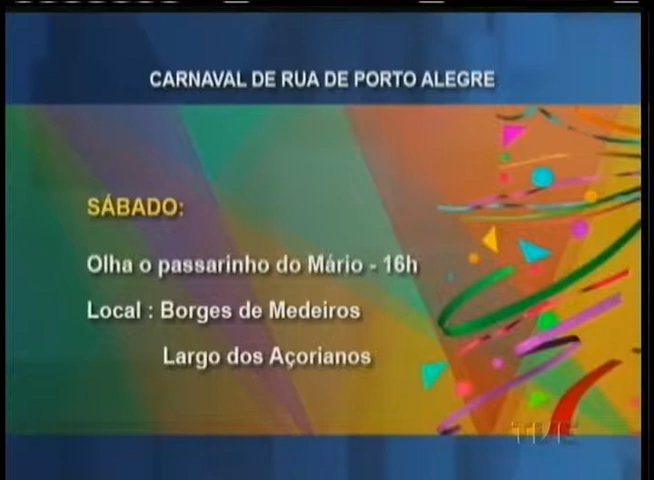 CARNAVAL DE RUA DE PORTO ALEGRE
SÁBADO:
Olha o passarinho do Mário - 16h
Local : Borges de Medeiros
Largo dos Açorianos
TVE